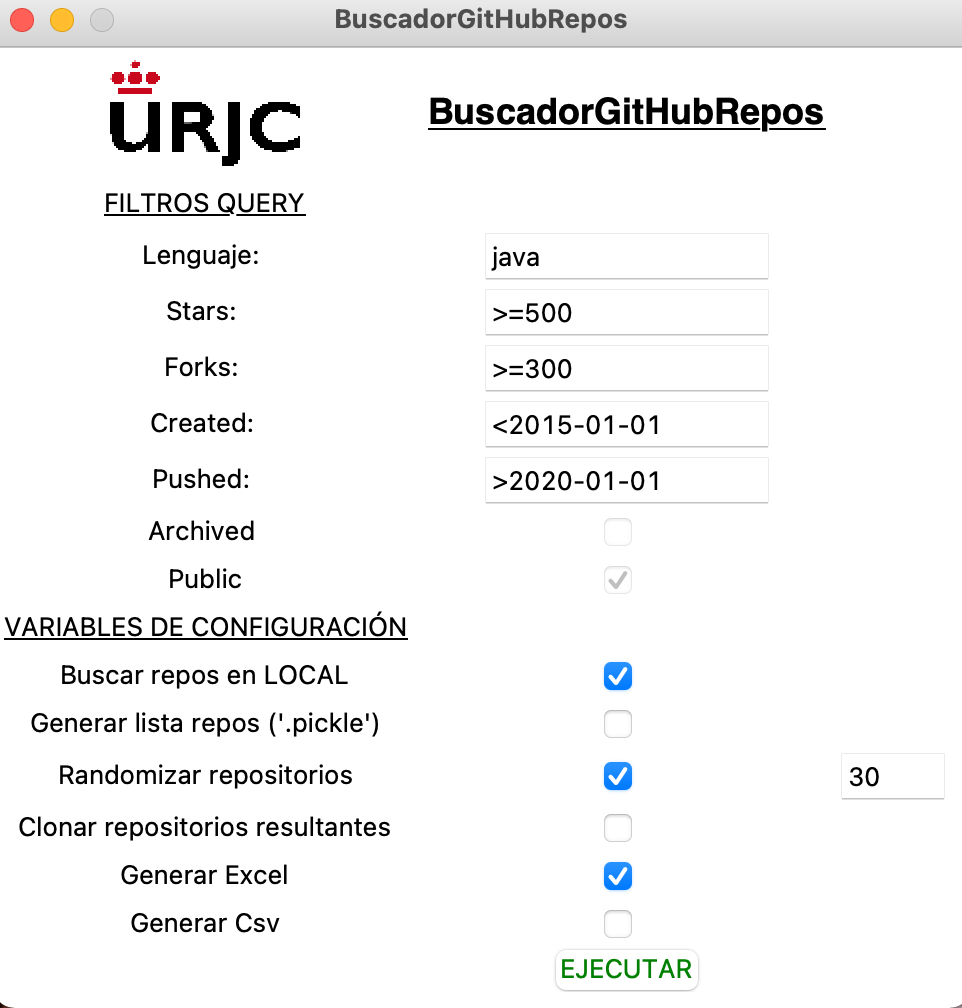 BuscadorGitHubRepos
URJC
BuscadorGitHubRepos
FILTROS QUERY
Lenguaje: java
Stars: >=500
Forks: >=300
Created: <2015-01-01
Pushed: >2020-01-01
Archived
Public
VARIABLES DE CONFIGURACIÓN
Buscar repos en LOCAL
Generar lista repos ('.pickle')
Randomizar repositorios 30
Clonar repositorios resultantes
Generar Excel
Generar Csv
EJECUTAR